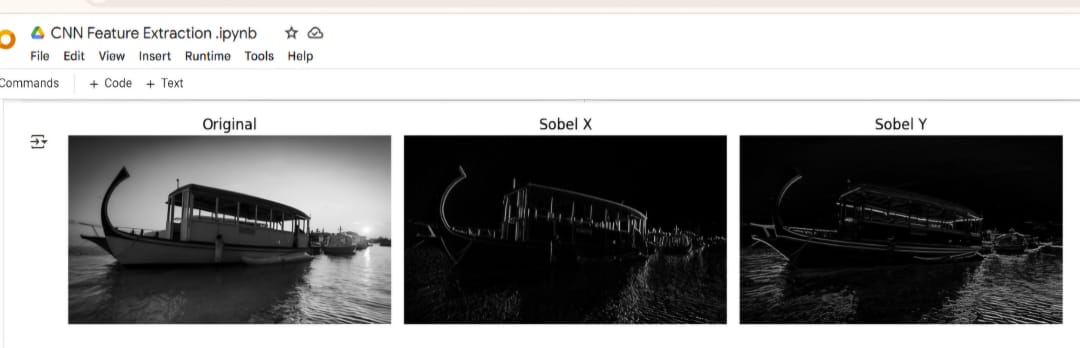 CNN Feature Extraction .ipynb
File Edit View Insert Runtime Tools Help
Commands + Code + Text
Original Sobel X Sobel Y